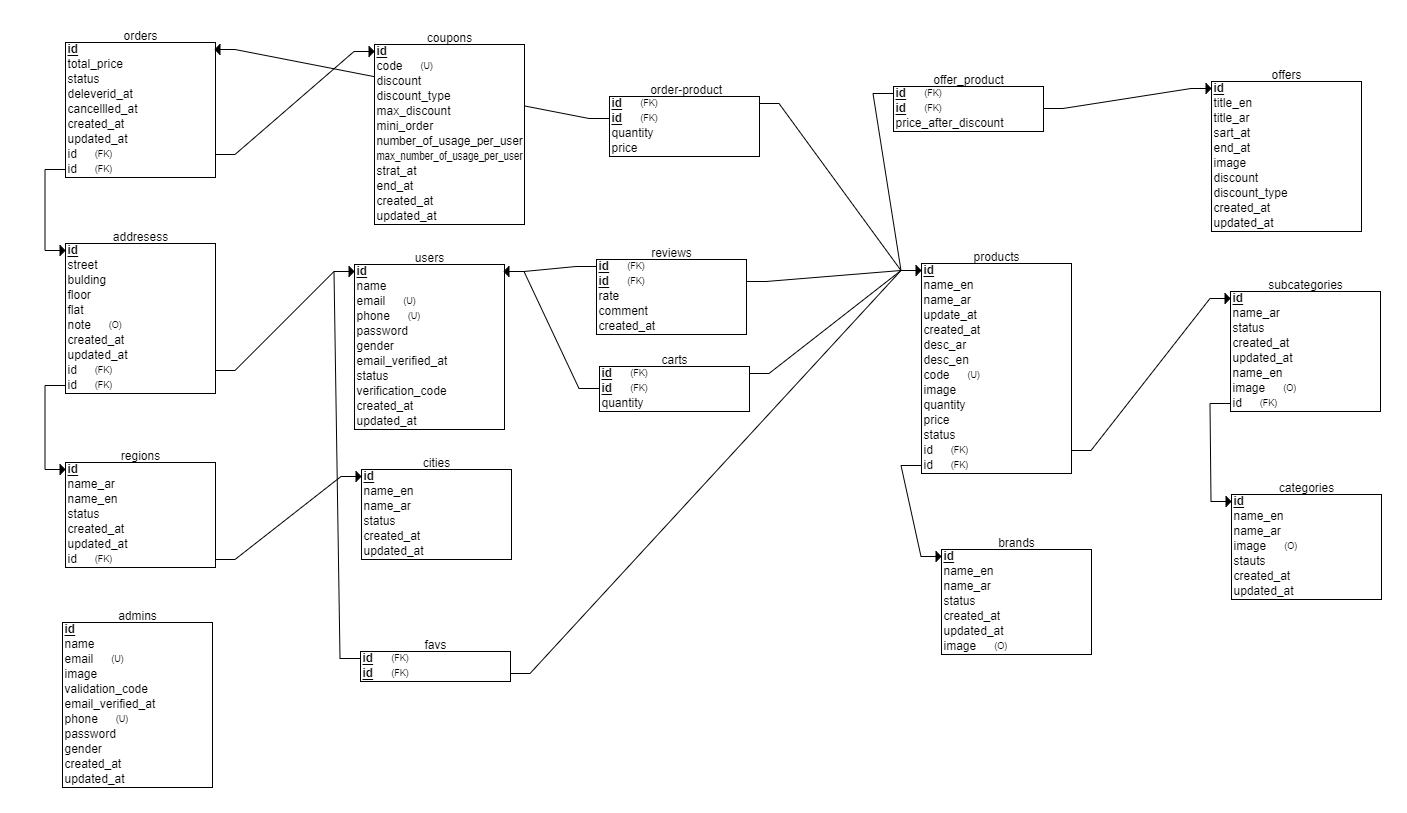 orders
id
total_price
status
deleverid_at
cancellled_at
created_at
updated_at
id (FK)
id (FK)
coupons
id
code (U)
discount
discount_type
max_discount
mini_order
number_of_usage_per_user
max_number_of_usage_per_user
strat_at
end_at
created_at
updated_at
order-product
id (FK)
id (FK)
quantity
price
offer_product
id (FK)
id (FK)
price_after_discount
offers
id
title_en
title_ar
sart_at
end_at
image
discount
discount_type
created_at
updated_at
addresess
id
street
bulding
floor
flat
note (O)
created_at
updated_at
id (FK)
id (FK)
users
id
name
email (U)
phone (U)
password
gender
email_verified_at
status
verification_code
created_at
updated_at
reviews
id (FK)
id (FK)
rate
comment
created_at
carts
id (FK)
id (FK)
quantity
products
id
name_en
name_ar
update_at
created_at
desc_ar
desc_en
code (U)
image
quantity
price
status
id (FK)
id (FK)
subcategories
id
name_ar
status
created_at
updated_at
name_en
image (O)
id (FK)
regions
id
name_ar
name_en
status
created_at
updated_at
id (FK)
cities
id
name_en
name_ar
status
created_at
updated_at
brands
id
name_en
name_ar
status
created_at
updated_at
image (O)
categories
id
name_en
name_ar
image (O)
stauts
created_at
updated_at
admins
id
name
email (U)
image
validation_code
email_verified_at
phone (U)
password
gender
created_at
updated_at
favs
id (FK)
id (FK)